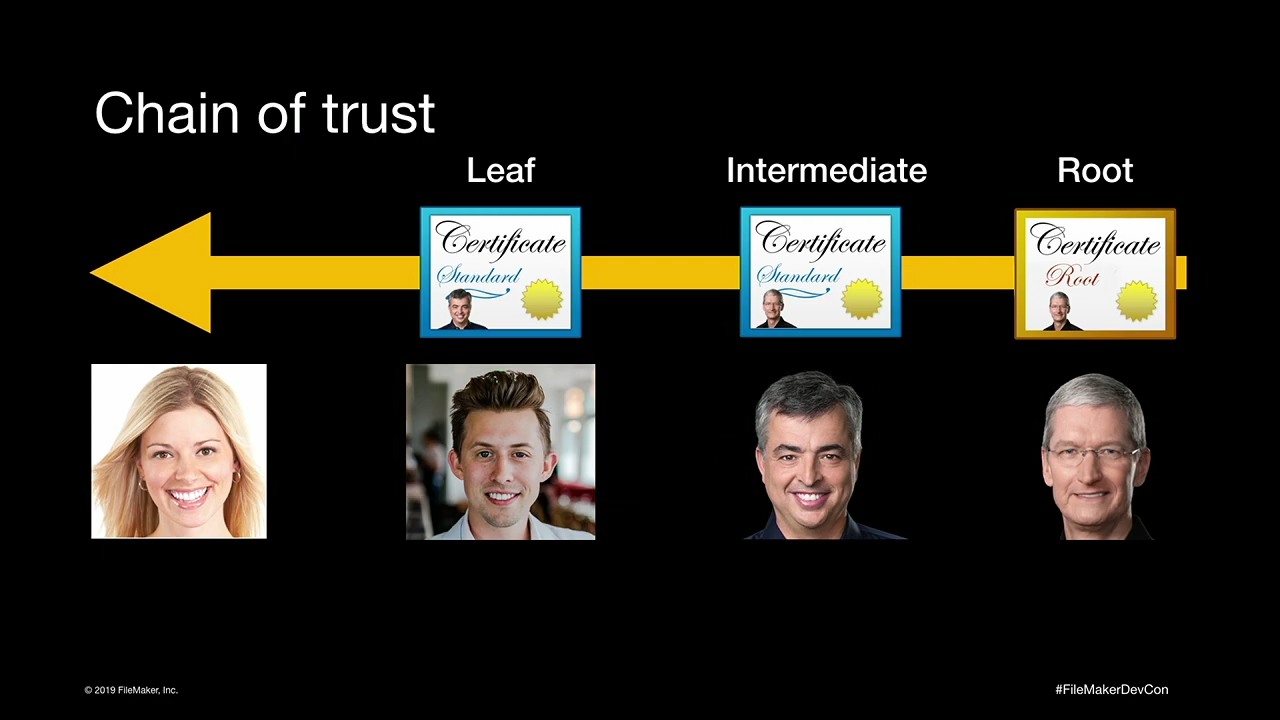 Chain of trust
Leaf
Intermediate
Root
Certificate
Standard
Certificate
Standard
Certificate
Root
© 2019 FileMaker, Inc.
#FileMakerDevCon